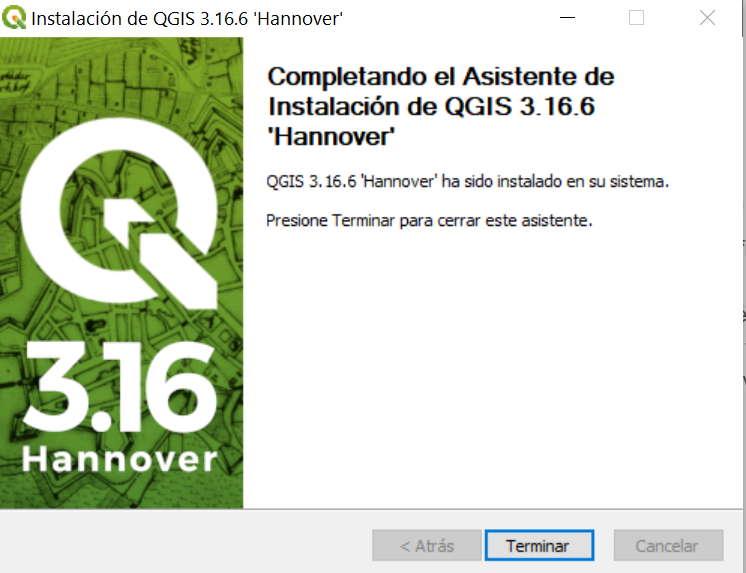 Instalación de QGIS 3.16.6 'Hannover'
Completando el Asistente de
Instalación de QGIS 3.16.6
'Hannover'
QGIS 3.16.6 'Hannover' ha sido instalado en su sistema.
Presione Terminar para cerrar este asistente.
3.16
Hannover
< Atrás
Terminar
Cancelar